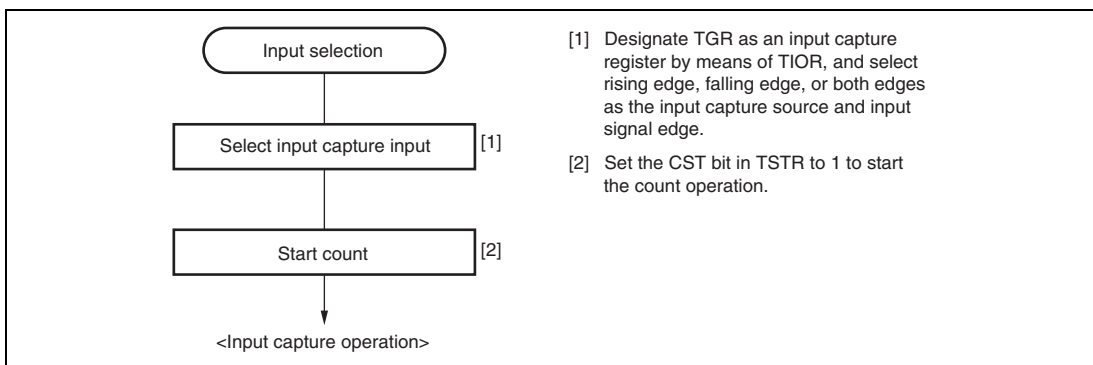 Input selection
Select input capture input
[1]
Start count
[2]
<Input capture operation>
[1] Designate TGR as an input capture
register by means of TIOR, and select
rising edge, falling edge, or both edges
as the input capture source and input
signal edge.
[2] Set the CST bit in TSTR to 1 to start
the count operation.